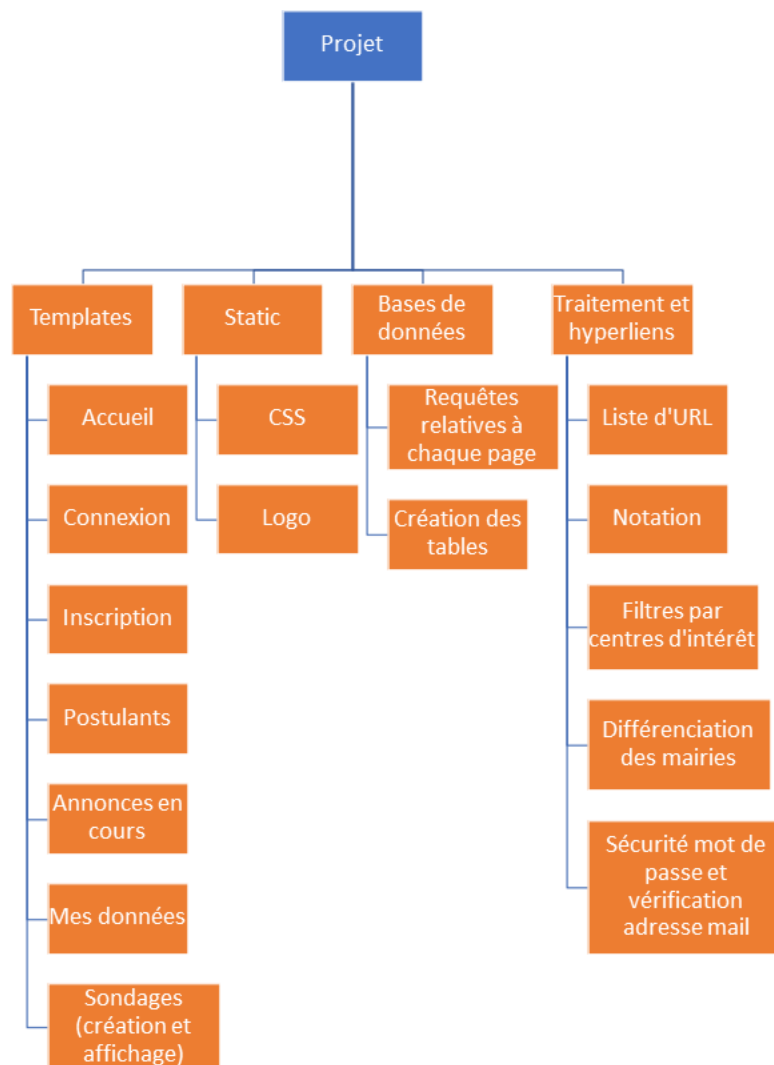 Projet
Templates
Accueil
Connexion
Inscription
Postulants
Annonces en
cours
Mes données
Sondages
(création et
affichage)
Static
CSS
Logo
Bases de
données
Requêtes
relatives à
chaque page
Création des
tables
Traitement et
hyperliens
Liste d'URL
Notation
Filtres par
centres d'intérêt
Différenciation
des mairies
Sécurité mot de
passe et
vérification
adresse mail